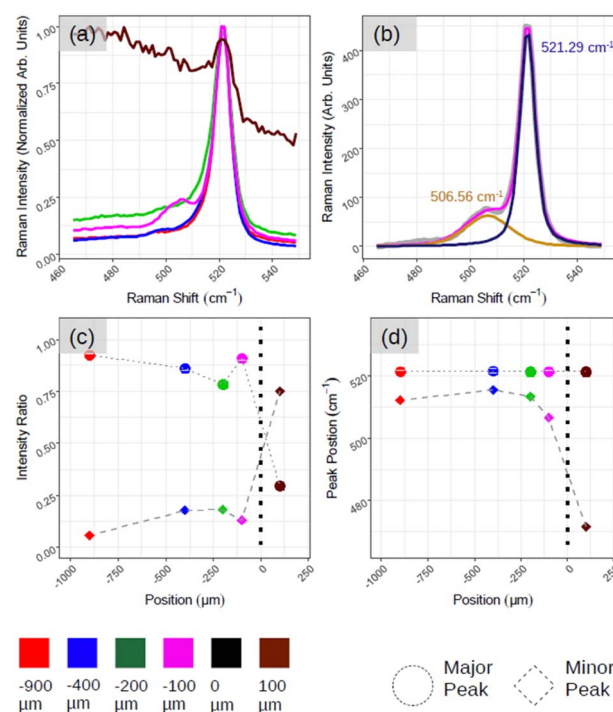 (a)
Raman Intensity (Normalized Arb. Units)
1.00
0.75
0.50
0.25
0.00
460
480
500
520
540
Raman Shift (cm⁻¹)
(b)
Raman Intensity (Arb. Units)
400
300
200
100
0
521.29 cm⁻¹
506.56 cm⁻¹
460
480
500
520
540
Raman Shift (cm⁻¹)
(c)
Intensity Ratio
1.00
0.75
0.50
0.25
0.00
-1000
-750
-500
-250
0
250
Position (µm)
(d)
Peak Postion (cm⁻¹)
520
500
480
-1000
-750
-500
-250
0
250
Position (µm)
-900 µm
-400 µm
-200 µm
-100 µm
0 µm
100 µm
Major
Peak
Minor
Peak